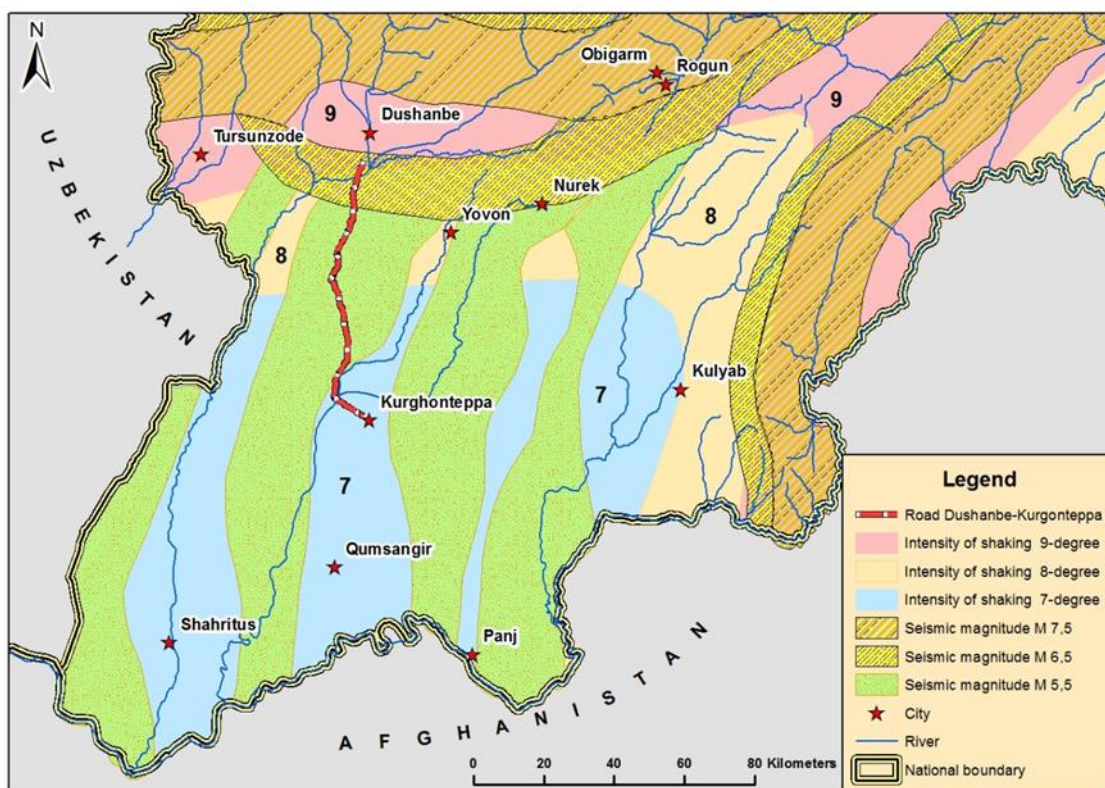 N
Obigarm
Rogun
9
9
Dushanbe
Tursunzode
UZBEKISTAN
Nurek
Yovon
8
8
Kulyab
7
Kurghonteppa
7
Qumsangir
Shahritus
Panj
AFGHANISTAN
0 20 40 60 80 Kilometers
Legend
Road Dushanbe-Kurgonteppa
Intensity of shaking 9-degree
Intensity of shaking 8-degree
Intensity of shaking 7-degree
Seismic magnitude M 7,5
Seismic magnitude M 6,5
Seismic magnitude M 5,5
City
River
National boundary